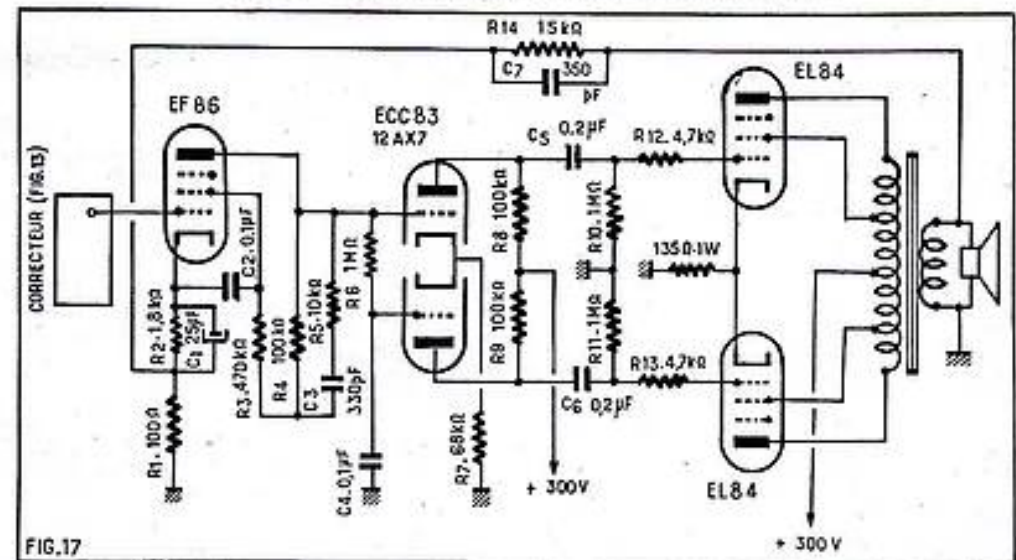 R14 15kΩ
C7 350 pF
EL84
EF 86
ECC83
12AX7
C5 0,2µF
R12.4,7kΩ
CORRECTEUR (FIG.13)
C2.0,1µF
R6 1MΩ
R8 100kΩ
R10.1MΩ
135Ω.1W
R2-1,8kΩ
C1 25µF
R3.470kΩ
R4 100kΩ
R5-10kΩ
C3 330pF
R9 100kΩ
R11-1MΩ
R13.4,7kΩ
R1.100Ω
C4.0,1µF
R7.68kΩ
C6 0,2µF
+ 300V
EL84
+ 300V
FIG.17